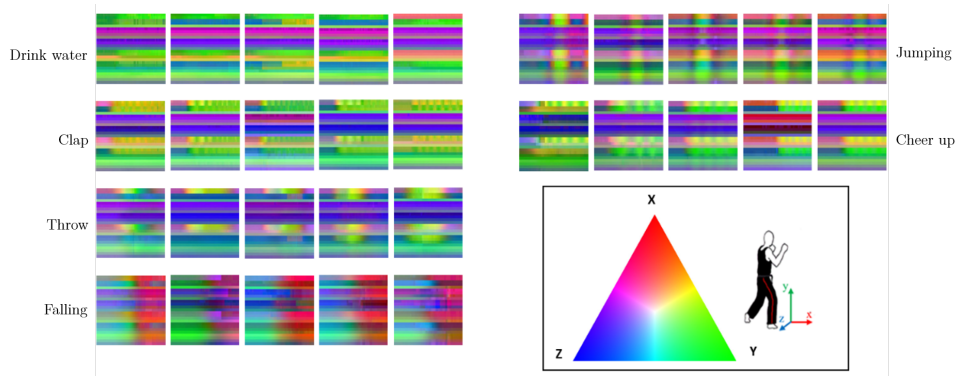 Drink water
Clap
Throw
Falling
Jumping
Cheer up
X
Z
Y
y
z
x